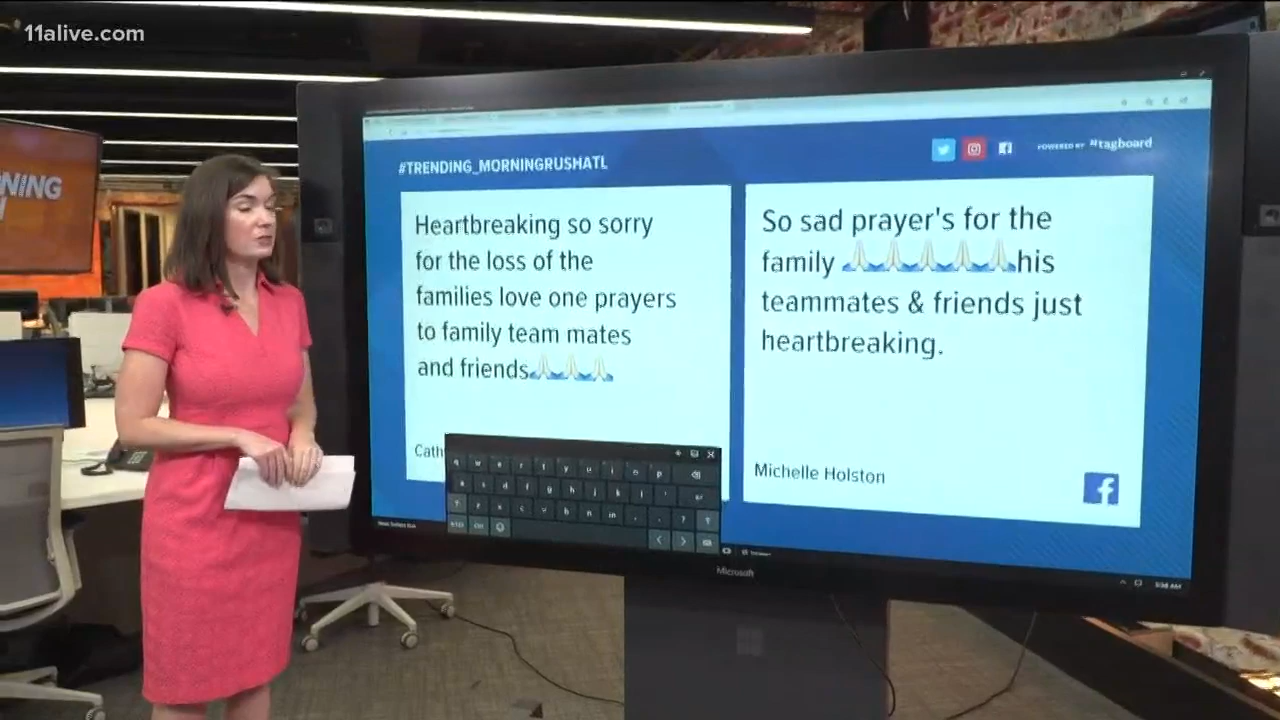 11alive.com
NING
#TRENDING_MORNINGRUSHATL
POWERED BY #tagboard
Heartbreaking so sorry
for the loss of the
families love one prayers
to family team mates
and friends🙏🙏🙏
Cath
So sad prayer's for the
family 🙏🙏🙏🙏🙏his
teammates & friends just
heartbreaking.
Michelle Holston
q w e r t y u i o p
Microsoft